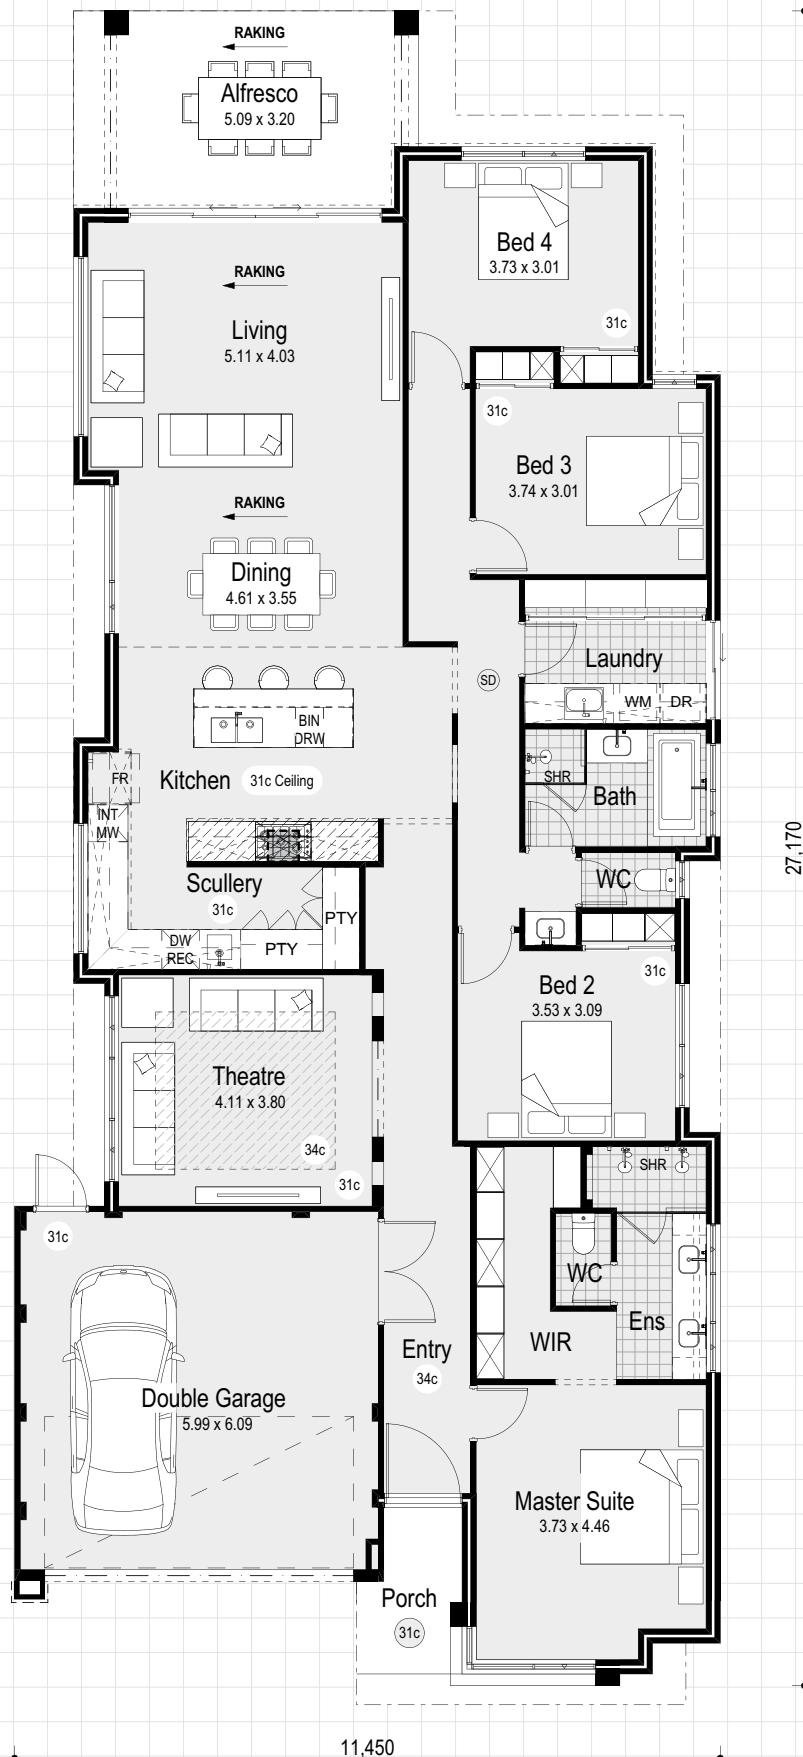 RAKING
Alfresco
5.09 x 3.20
Bed 4
3.73 x 3.01
31c
RAKING
Living
5.11 x 4.03
31c
Bed 3
3.74 x 3.01
RAKING
Dining
4.61 x 3.55
Laundry
SD
WM
DR
BIN
DRW
FR
Kitchen
31c Ceiling
SHR
Bath
INT
MW
27,170
Scullery
31c
WC
PTY
DW
REC
PTY
31c
Bed 2
3.53 x 3.09
Theatre
4.11 x 3.80
34c
31c
SHR
31c
WC
Ens
WIR
Entry
34c
Double Garage
5.99 x 6.09
Master Suite
3.73 x 4.46
Porch
31c
11,450